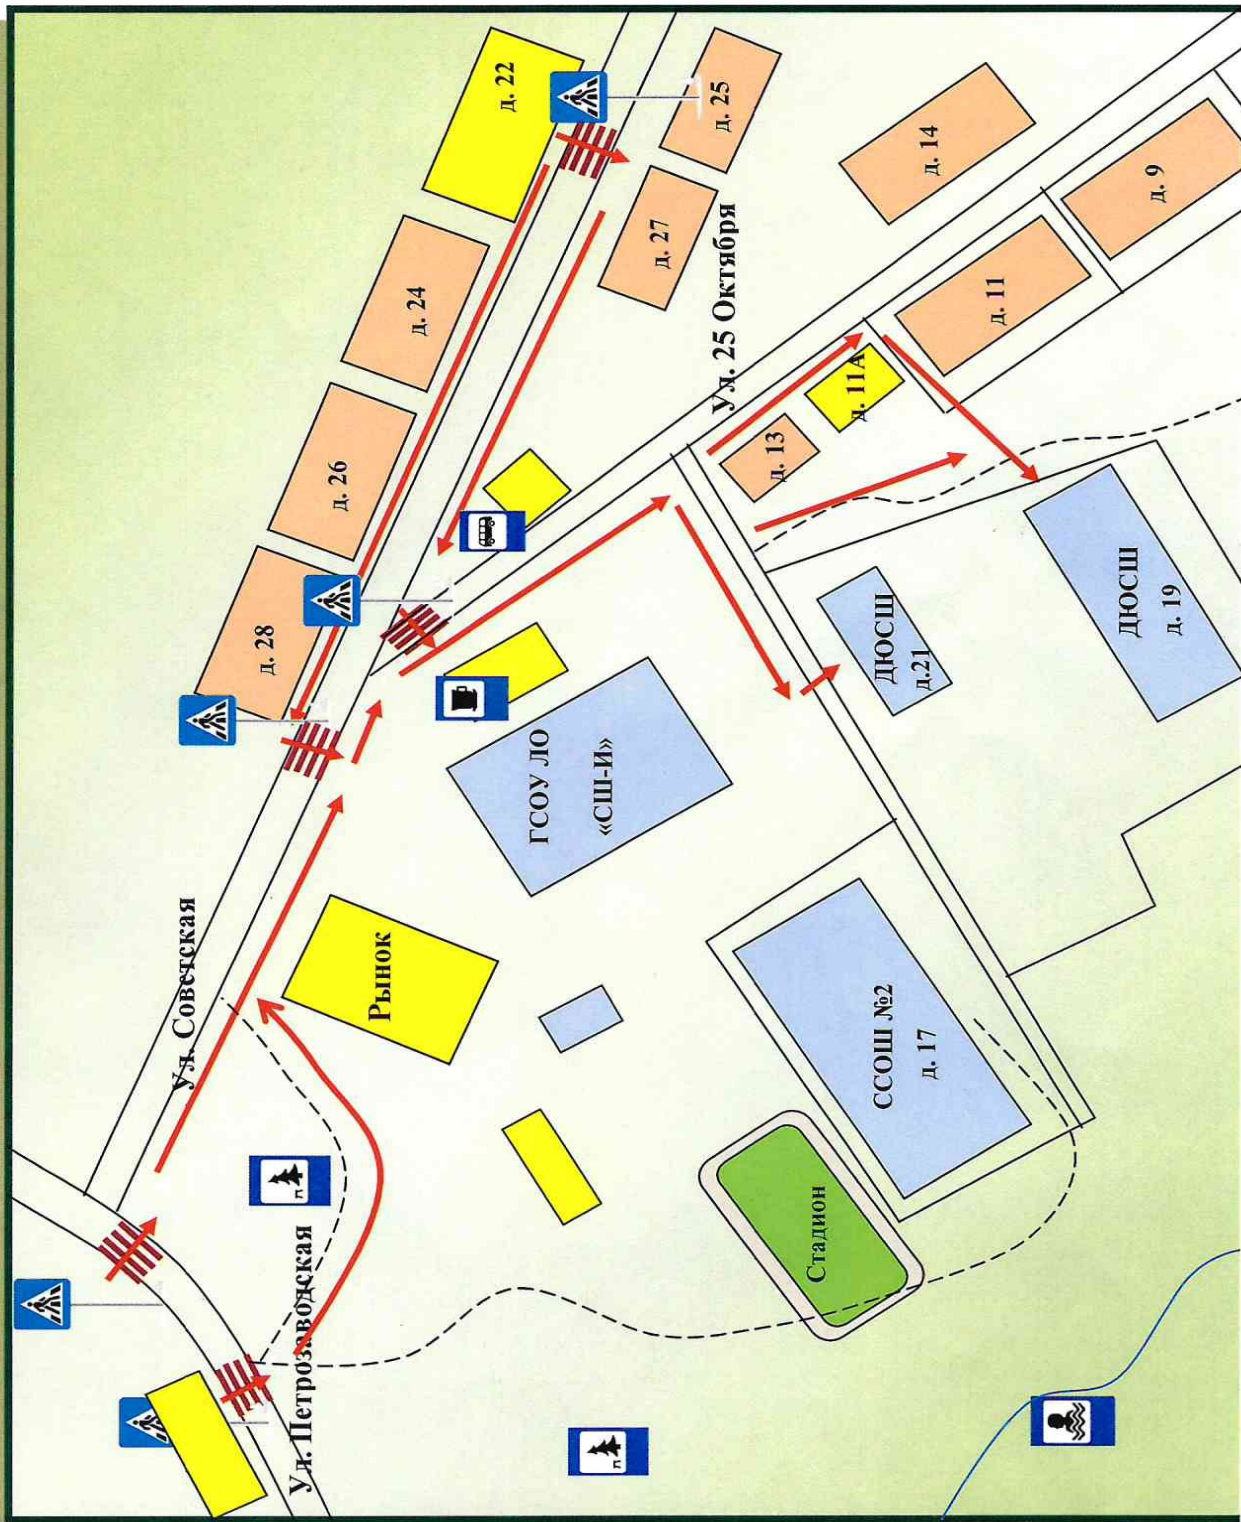 Ул. Петрозаводская
Ул. Советская
д. 28
д. 26
д. 24
д. 22
Рынок
ГСОУ ЛО
«СШ-И»
Ул. 25 Октября
д. 27
д. 25
Стадион
ССОШ №2
д. 17
ДЮСШ
д.21
д. 13
д. 11А
д. 11
д. 14
д. 9
ДЮСШ
д. 19